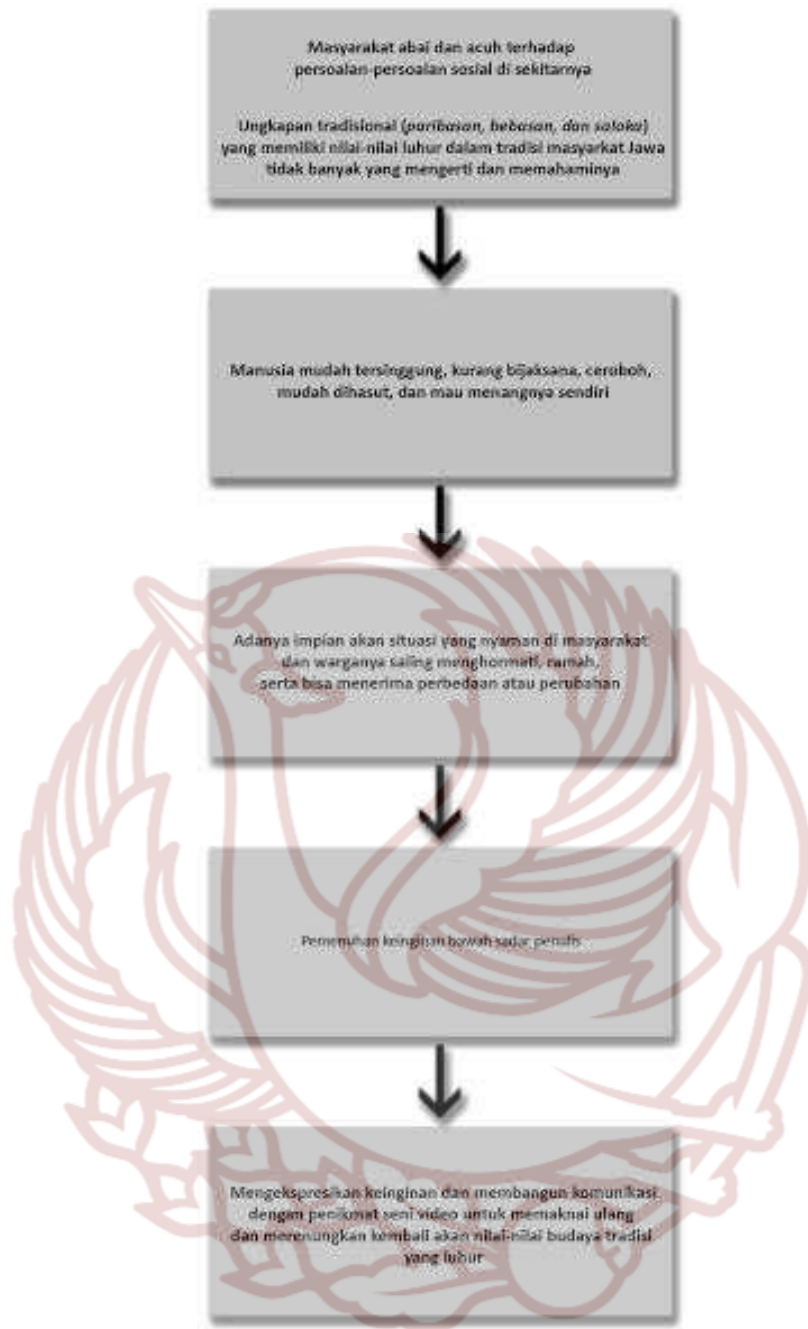 Masyarakat abai dan acuh terhadap
persoalan-persoalan sosial di sekitarnya
Ungkapan tradisional (paribasan, bebasan, dan saloka)
yang memiliki nilai-nilai luhur dalam tradisi masyarkat Jawa
tidak banyak yang mengerti dan memahaminya
Manusia mudah tersinggung, kurang bijaksana, ceroboh,
mudah dihasut, dan mau menangnya sendiri
Adanya impian akan situasi yang nyaman di masyarakat
dan warganya saling menghormati, ramah,
serta bisa menerima perbedaan atau perubahan
Pemenuhan keinginan bawah sadar penulis
Mengekspresikan keinginan dan membangun komunikasi
dengan penikmat seni video untuk memaknai ulang
dan merenungkan kembali akan nilai-nilai budaya tradisi
yang luhur